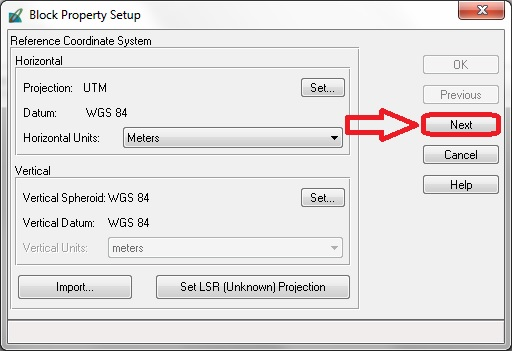 Block Property Setup
Reference Coordinate System
Horizontal
Projection: UTM
Set...
Datum: WGS 84
Horizontal Units: Meters
Vertical
Vertical Spheroid: WGS 84
Set...
Vertical Datum: WGS 84
Vertical Units: meters
Import...
Set LSR (Unknown) Projection
OK
Previous
Next
Cancel
Help